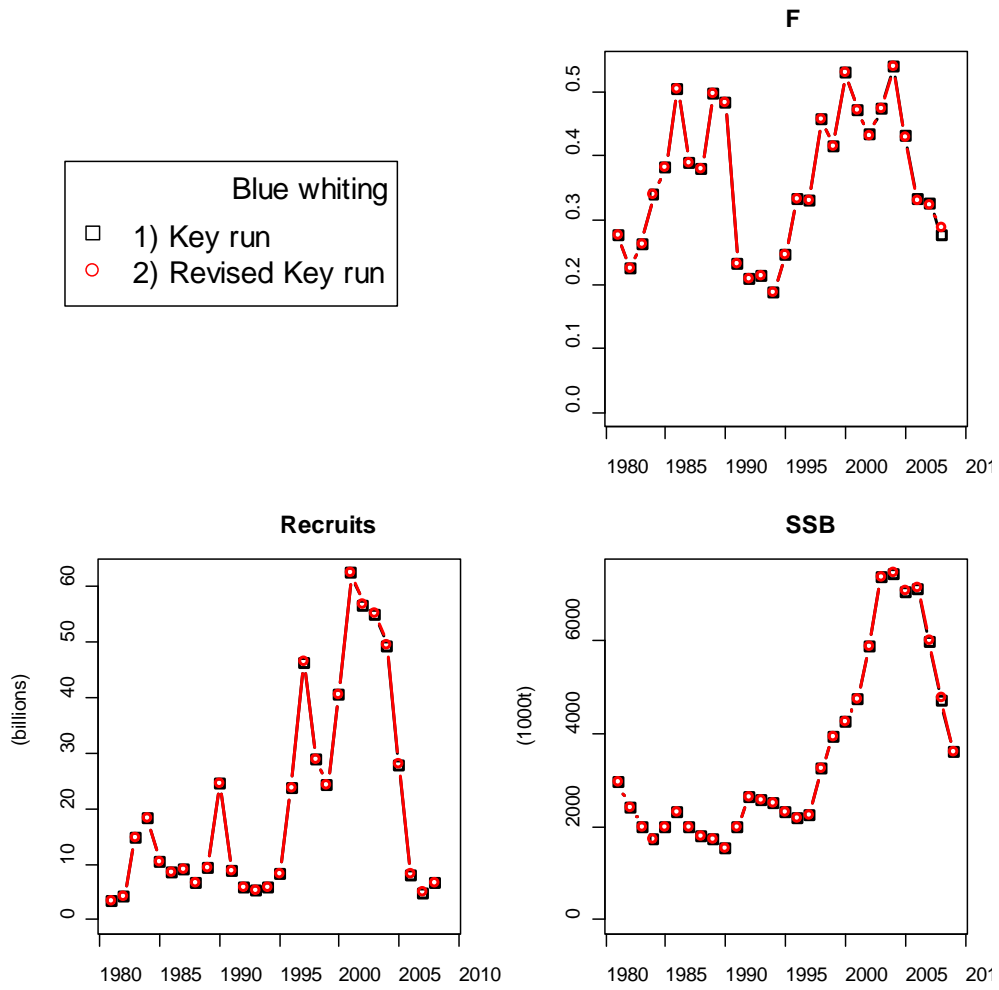 F
Blue whiting
1) Key run
2) Revised Key run
0.5
0.4
0.3
0.2
0.1
0.0
1980 1985 1990 1995 2000 2005 201
Recruits
(billions)
60
50
40
30
20
10
0
1980 1985 1990 1995 2000 2005 2010
SSB
(1000t)
6000
4000
2000
0
1980 1985 1990 1995 2000 2005 201